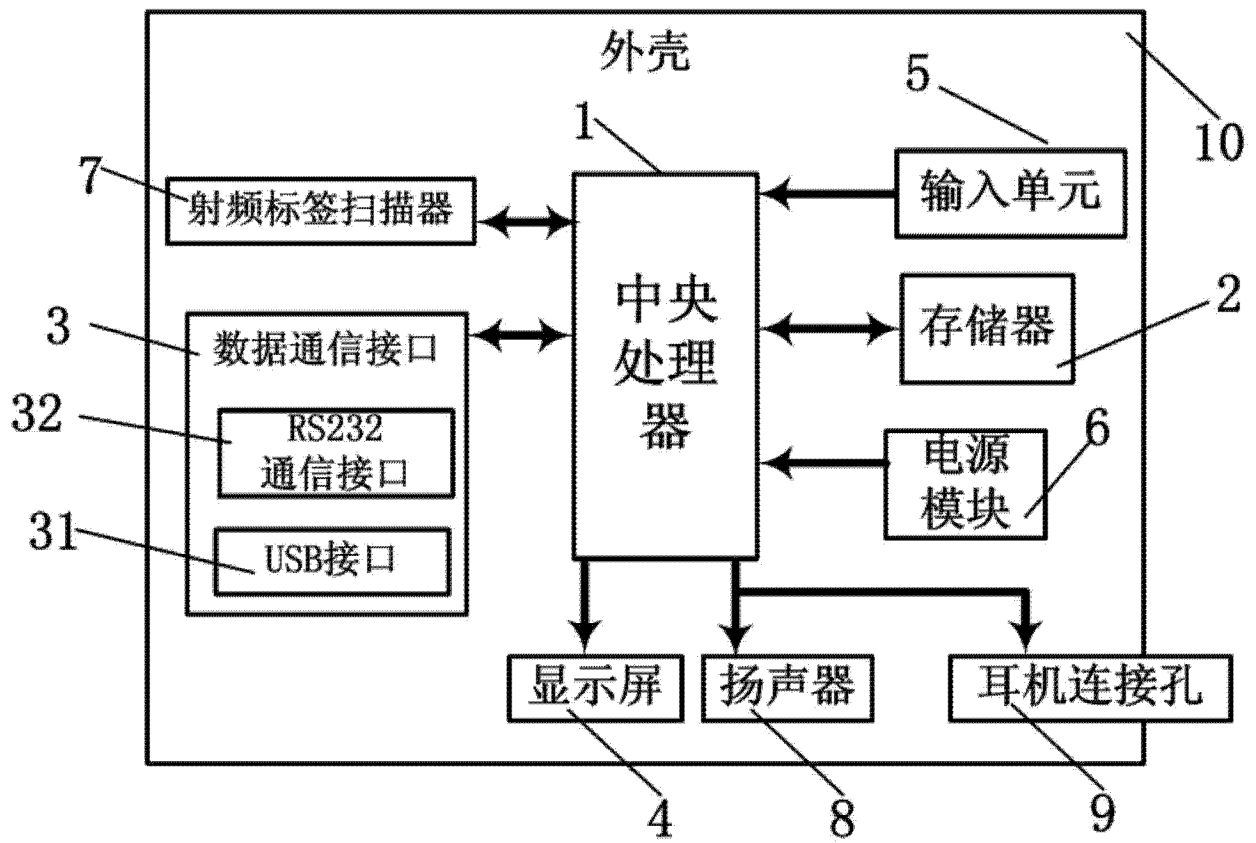 外壳
5
10
1
7
射频标签扫描器
输入单元
中央
处理
器
3
数据通信接口
存储器
2
32
RS232
通信接口
电源
模块
6
31
USB接口
显示屏
扬声器
耳机连接孔
4
8
9